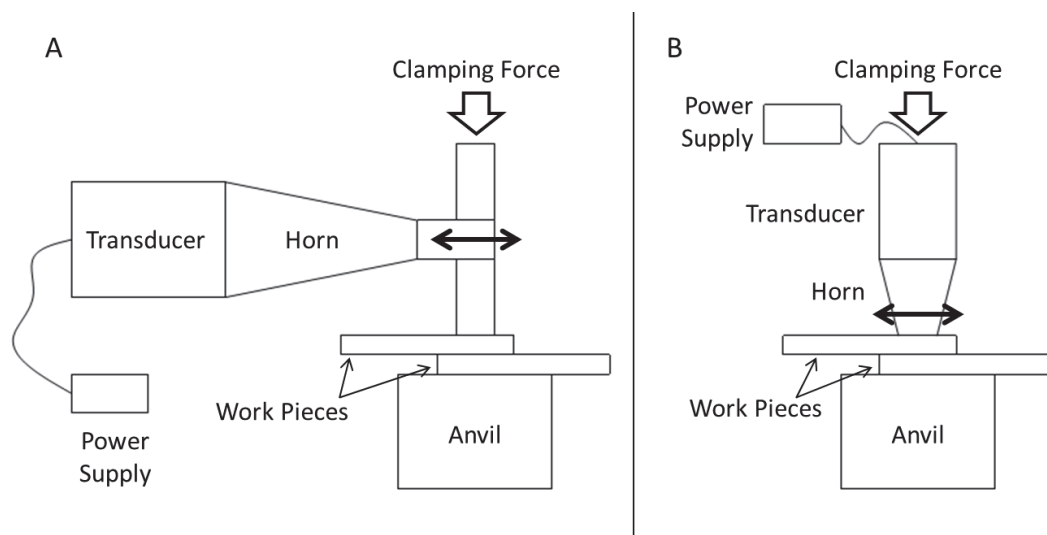 A
Clamping Force
Transducer
Horn
Work Pieces
Anvil
Power
Supply
B
Clamping Force
Power
Supply
Transducer
Horn
Work Pieces
Anvil